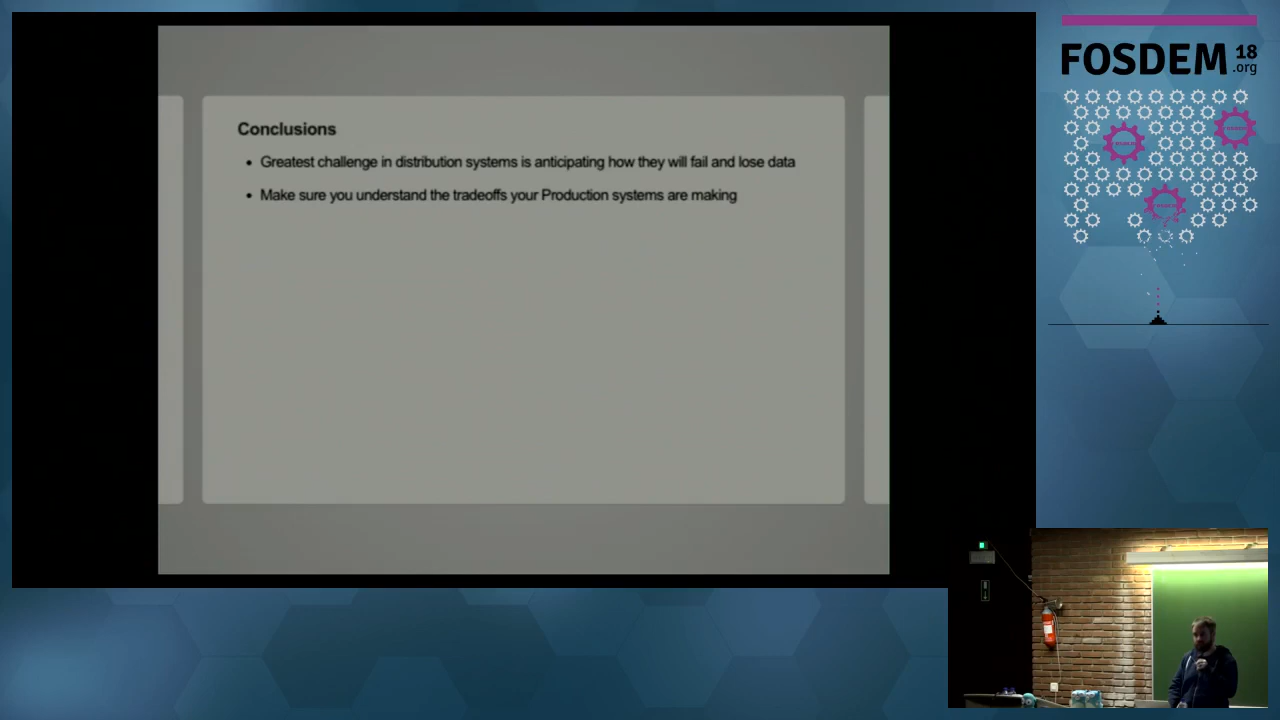 Conclusions
• Greatest challenge in distribution systems is anticipating how they will fail and lose data
• Make sure you understand the tradeoffs your Production systems are making
FOSDEM 18
.org